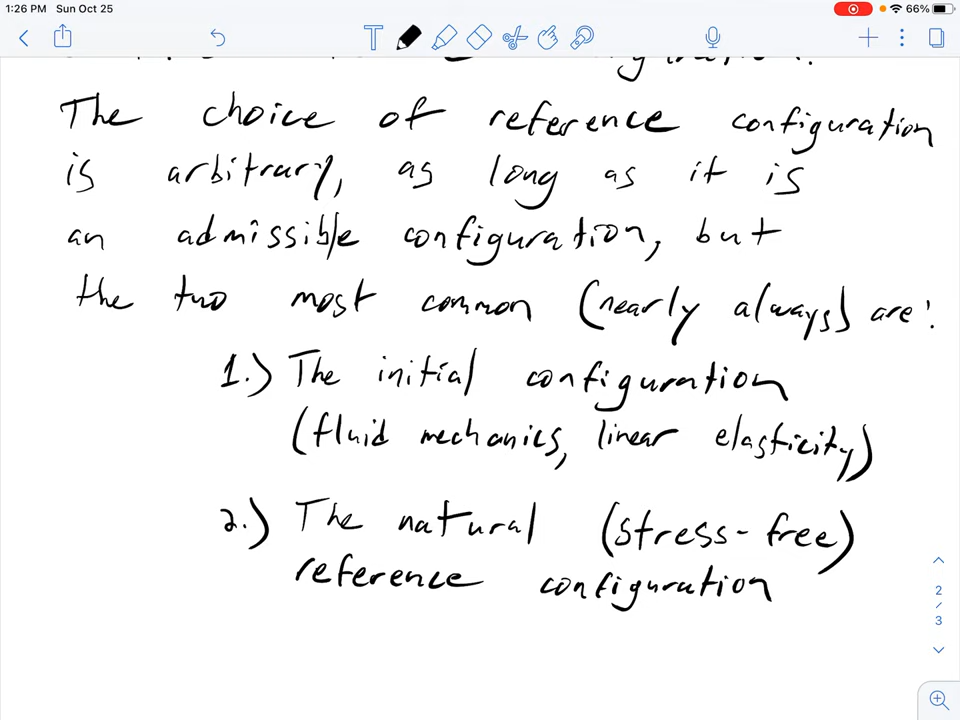 1:26 PM Sun Oct 25
66%
The choice of reference configuration
is arbitrary, as long as it is
an admissible configuration, but
the two most common (nearly always) are:
1.) The initial configuration
(fluid mechanics, linear elasticity)
2.) The natural (stress-free)
reference configuration
2
/
3